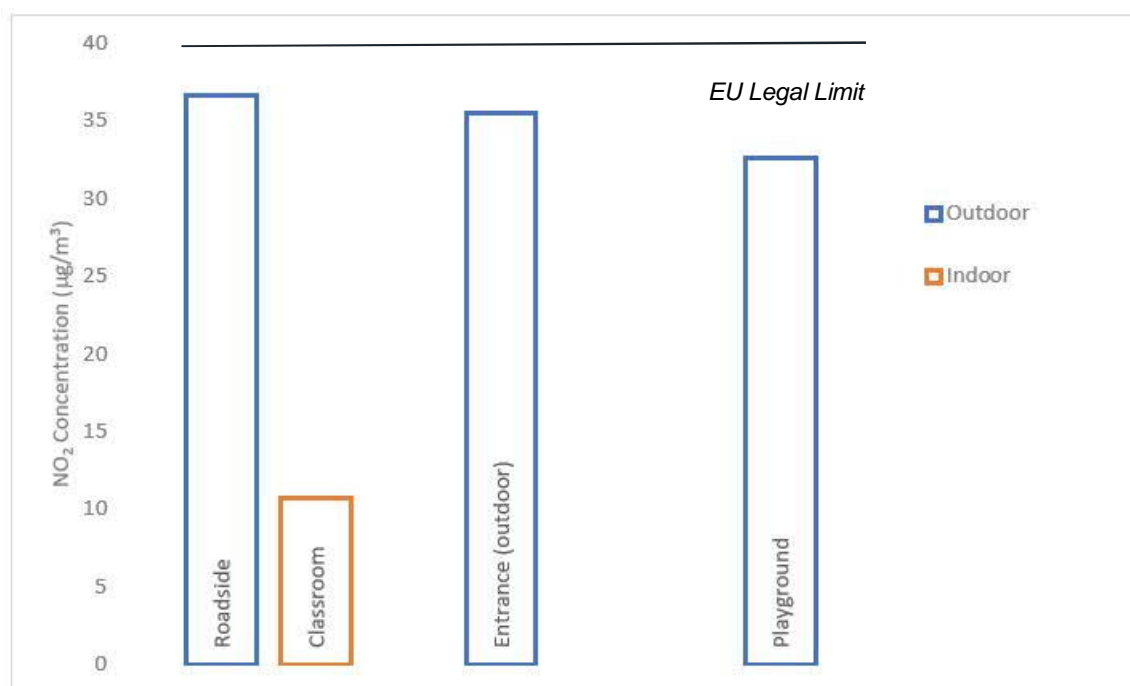 40
EU Legal Limit
35
30
25
20
15
10
5
0
NO₂ Concentration (µg/m³)
Roadside
Classroom
Entrance (outdoor)
Playground
Outdoor
Indoor